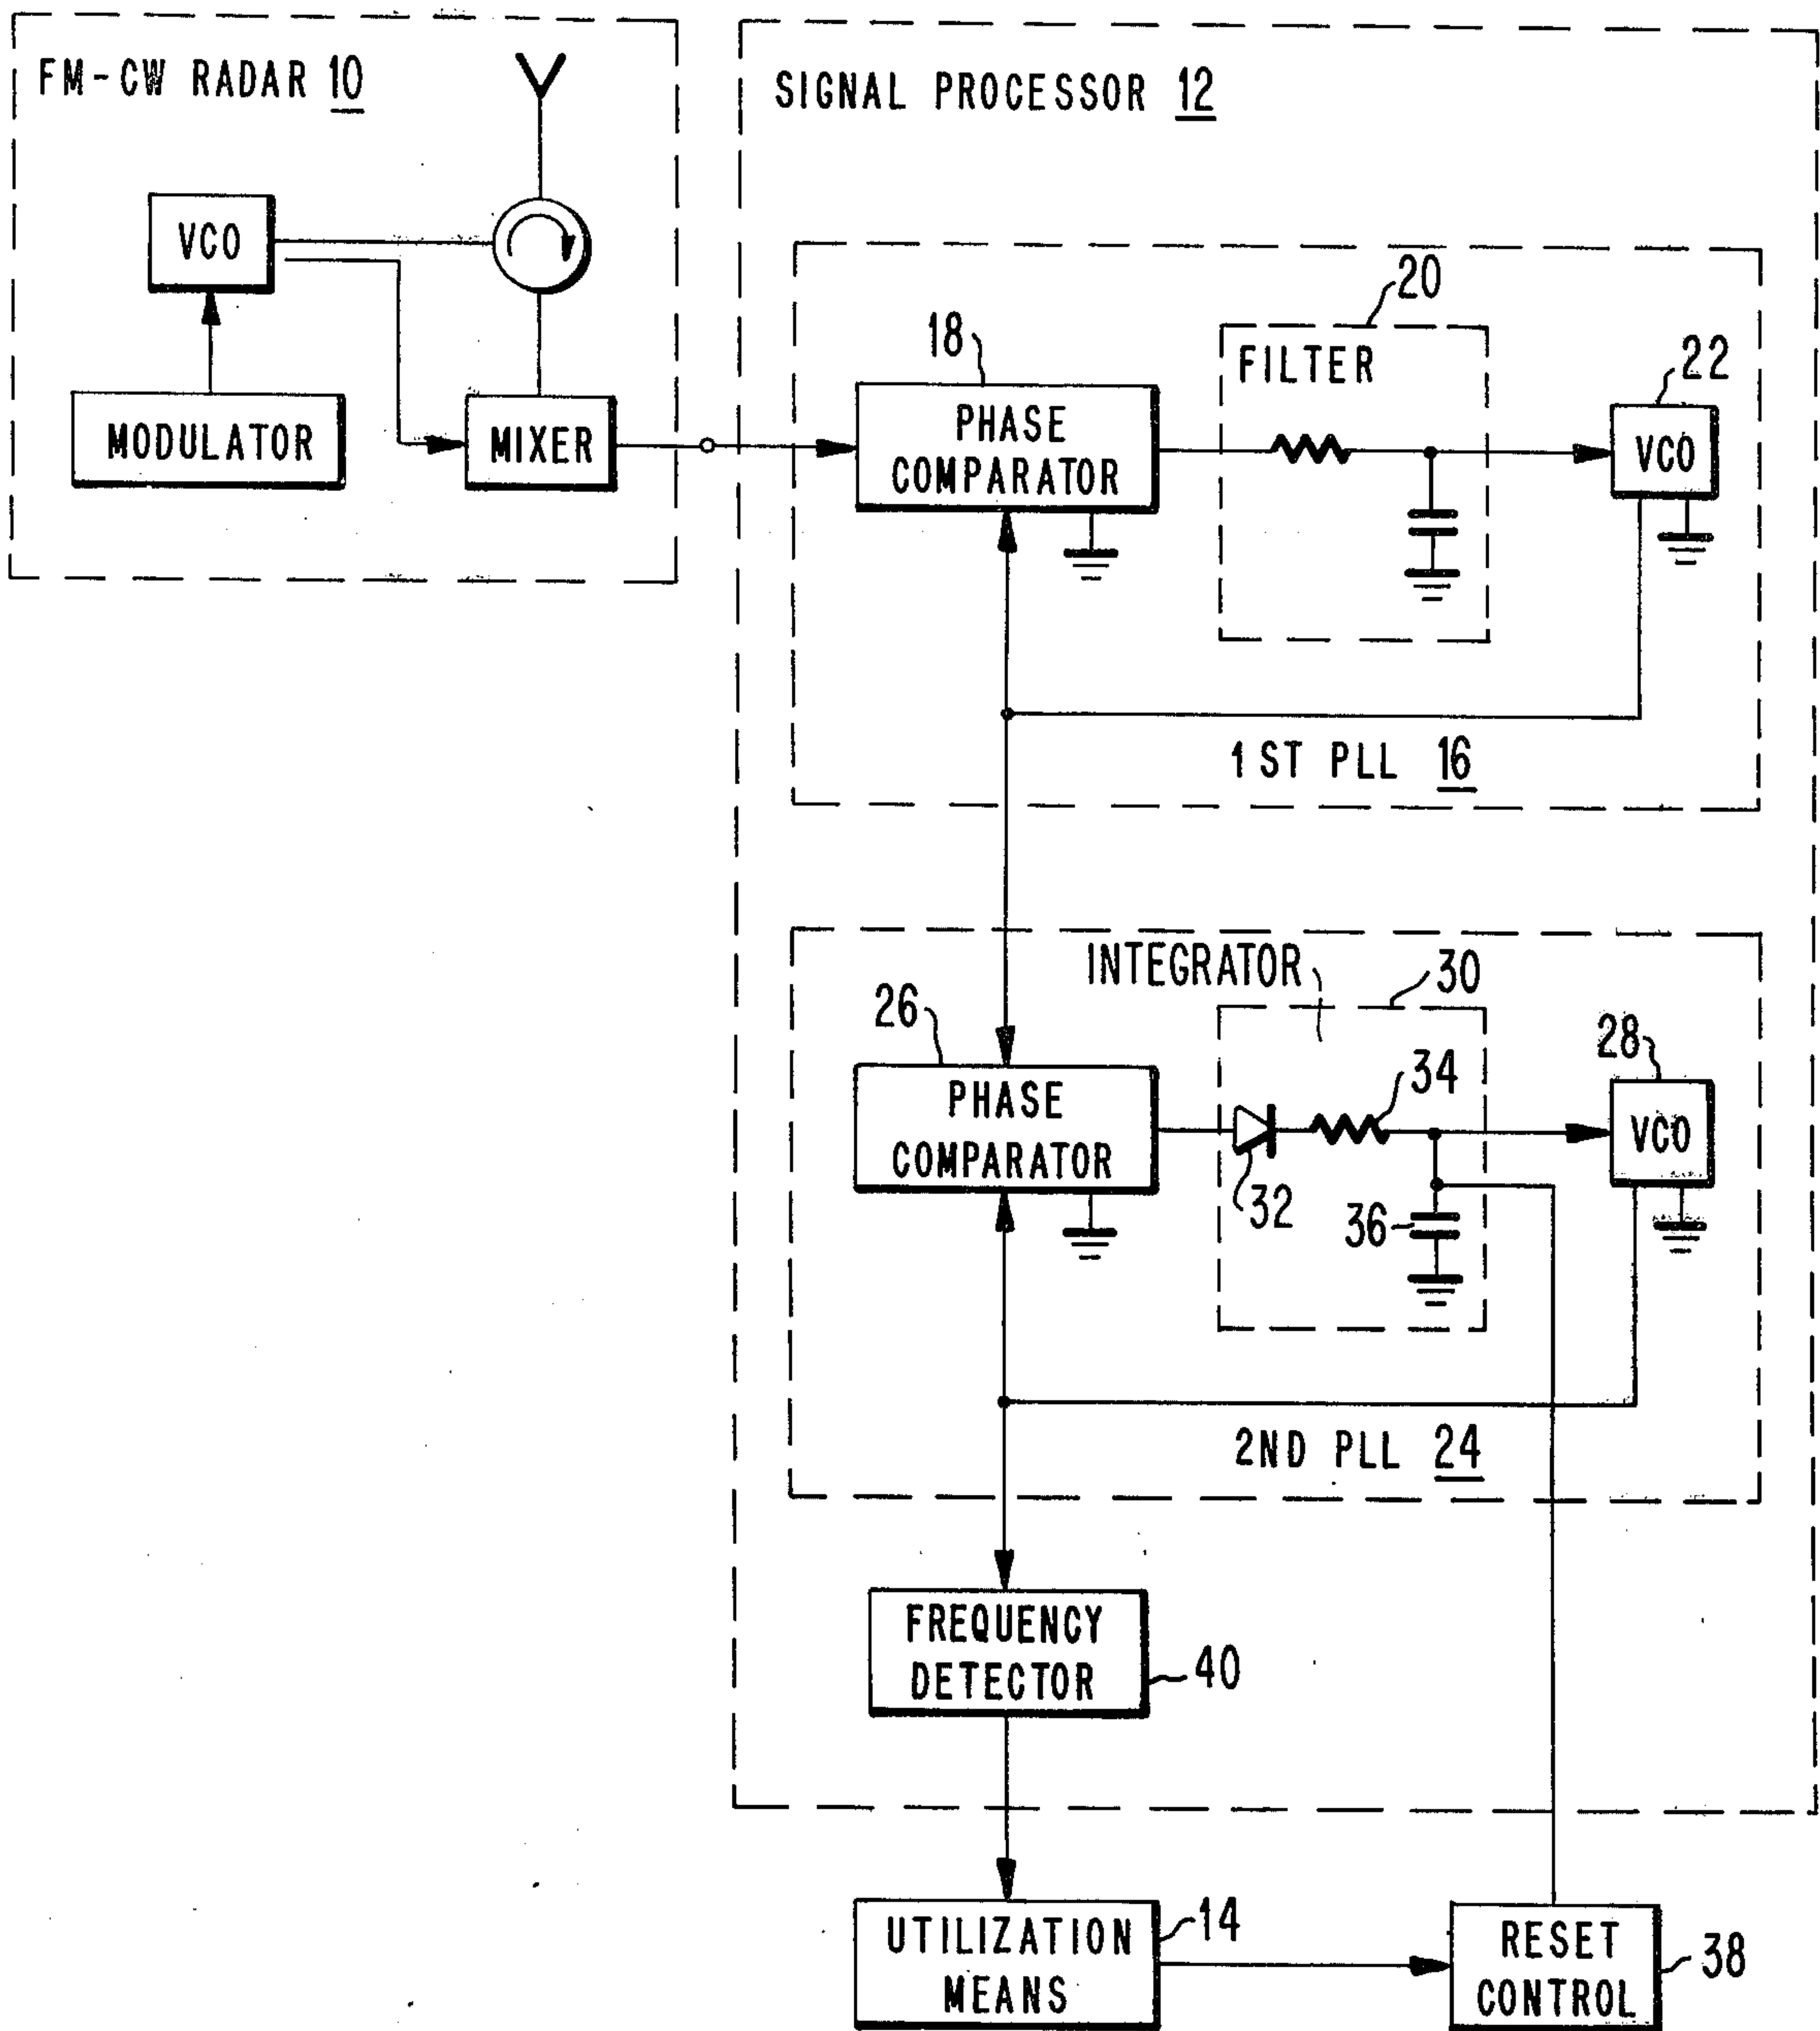 FM-CW RADAR 10
VCO
MODULATOR
MIXER
SIGNAL PROCESSOR 12
18
PHASE
COMPARATOR
20
FILTER
22
VCO
1ST PLL 16
INTEGRATOR
30
26
PHASE
COMPARATOR
32
34
36
28
VCO
2ND PLL 24
FREQUENCY
DETECTOR
40
UTILIZATION
MEANS
14
RESET
CONTROL
38